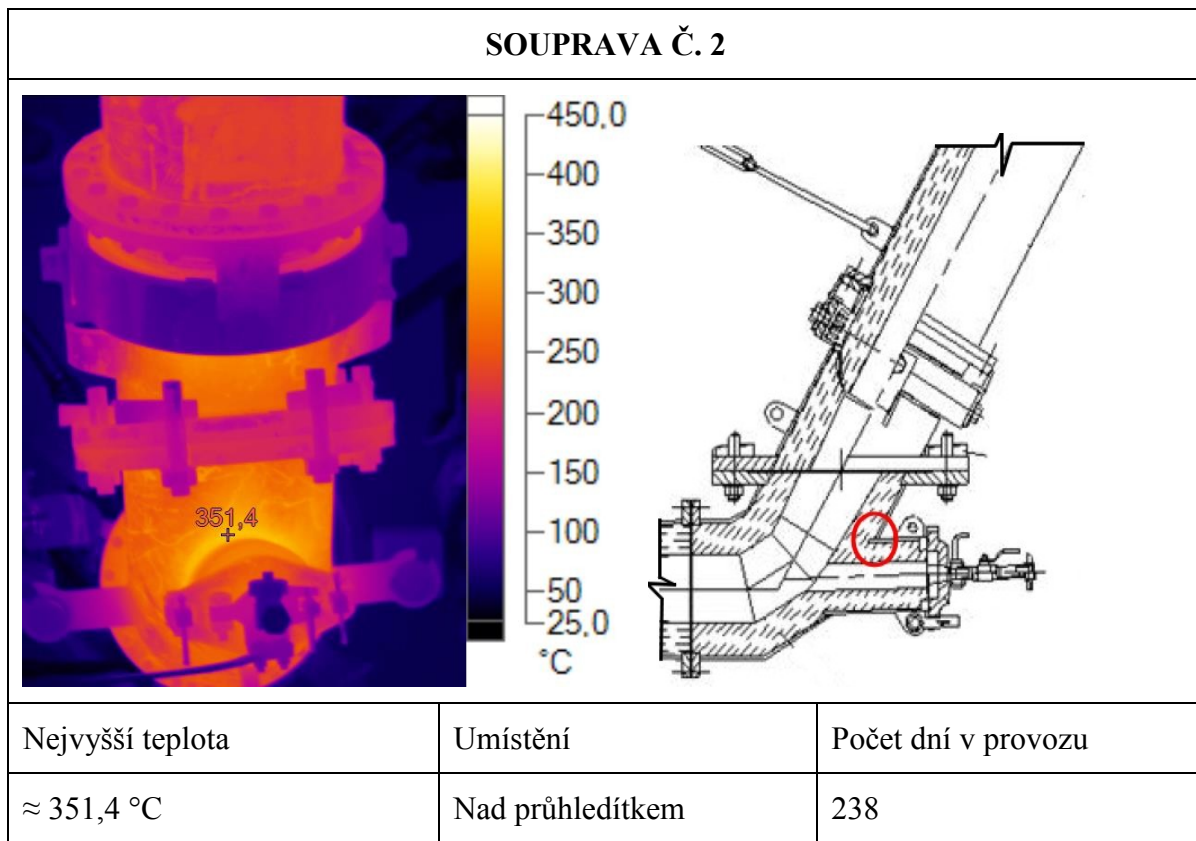 SOUPRAVA Č. 2
351,4
450,0
400
350
300
250
200
150
100
50
25,0
°C
Nejvyšší teplota
Umístění
Počet dní v provozu
≈ 351,4 °C
Nad průhledítkem
238